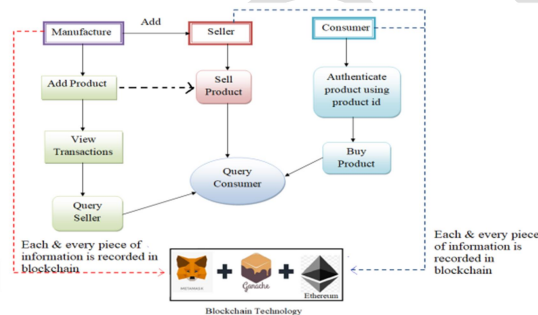 Manufacture
Add
Seller
Consumer
Add Product
Sell
Product
Authenticate
product using
product id
View
Transactions
Buy
Product
Query
Consumer
Query
Seller
Each & every piece of
information is recorded in
blockchain
Each & every piece
of information is
recorded in
blockchain
METAMASK
Ganache
Ethereum
Blockchain Technology